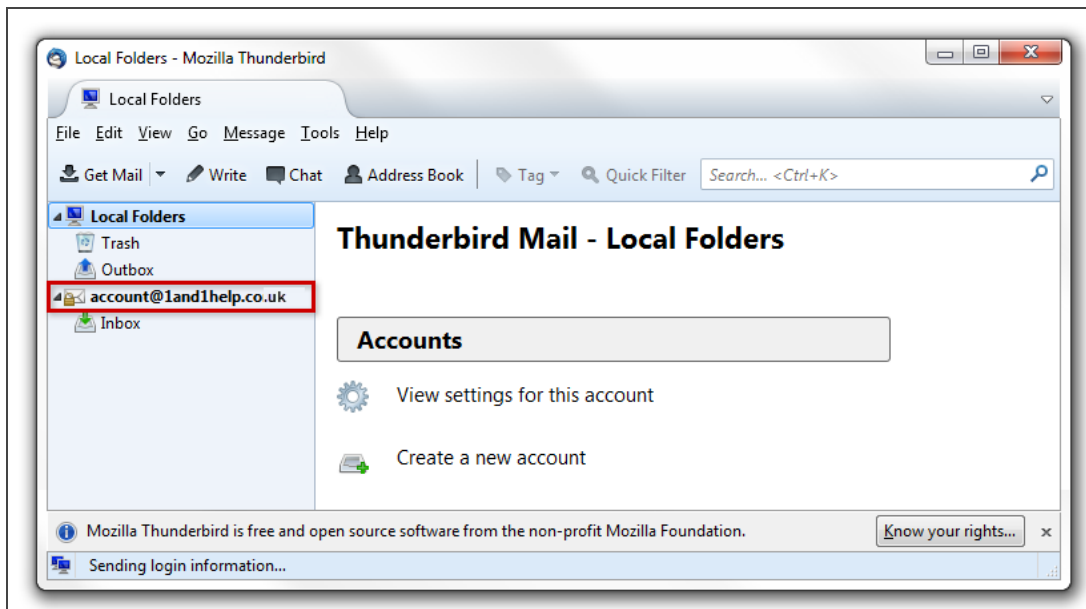 Local Folders - Mozilla Thunderbird
Local Folders
File Edit View Go Message Tools Help
Get Mail Write Chat Address Book Tag Quick Filter Search... <Ctrl+K>
Local Folders
Trash
Outbox
account@1and1help.co.uk
Inbox
Thunderbird Mail - Local Folders
Accounts
View settings for this account
Create a new account
Mozilla Thunderbird is free and open source software from the non-profit Mozilla Foundation. Know your rights...
Sending login information...